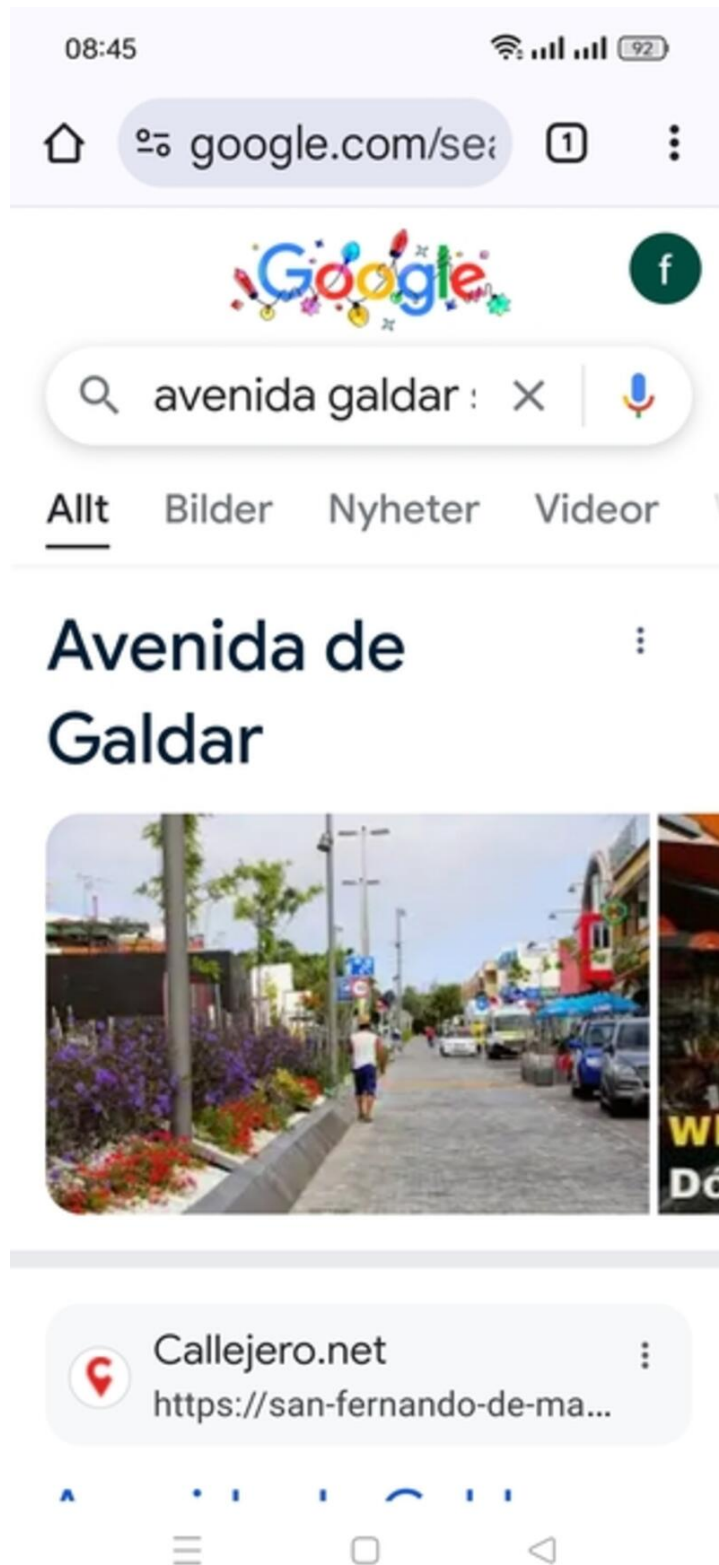 08:45
92
google.com/sea
1
Google
f
avenida galdar
Allt Bilder Nyheter Videor
Avenida de
Galdar
Callejero.net
https://san-fernando-de-ma...